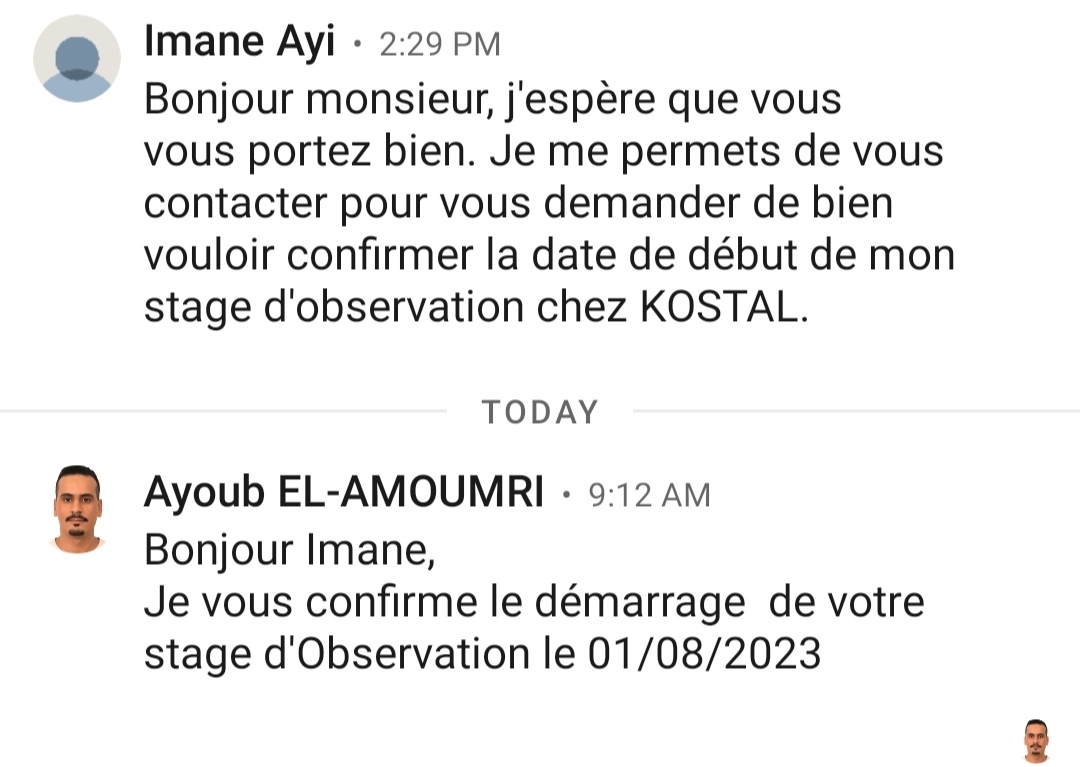 Imane Ayi • 2:29 PM
Bonjour monsieur, j'espère que vous
vous portez bien. Je me permets de vous
contacter pour vous demander de bien
vouloir confirmer la date de début de mon
stage d'observation chez KOSTAL.
TODAY
Ayoub EL-AMOUMRI • 9:12 AM
Bonjour Imane,
Je vous confirme le démarrage  de votre
stage d'Observation le 01/08/2023